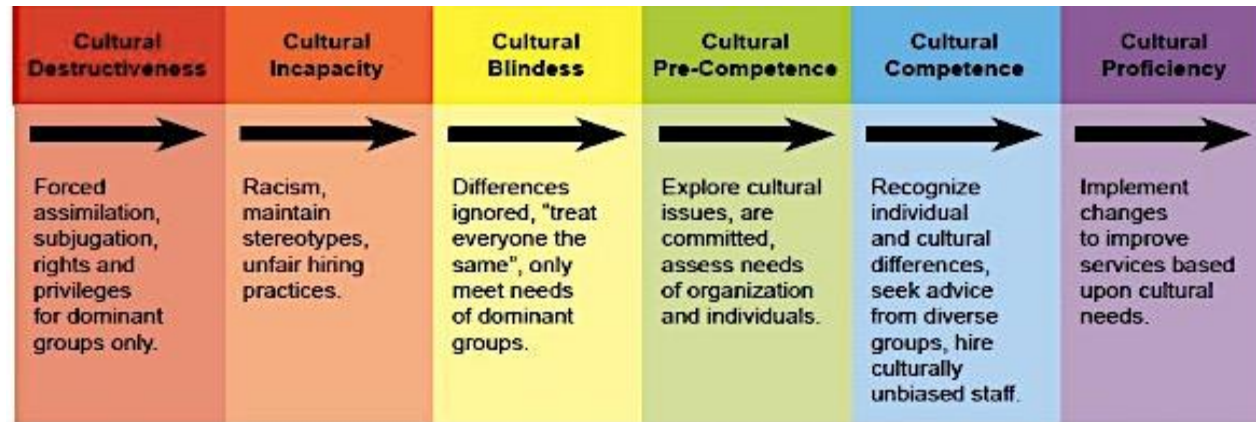 Cultural
Destructiveness
Cultural
Incapacity
Cultural
Blindess
Cultural
Pre-Competence
Cultural
Competence
Cultural
Proficiency
Forced
assimilation,
subjugation,
rights and
privileges
for dominant
groups only.
Racism,
maintain
stereotypes,
unfair hiring
practices.
Differences
ignored, "treat
everyone the
same", only
meet needs
of dominant
groups.
Explore cultural
issues, are
committed,
assess needs
of organization
and individuals.
Recognize
individual
and cultural
differences,
seek advice
from diverse
groups, hire
culturally
unbiased staff.
Implement
changes
to improve
services based
upon cultural
needs.